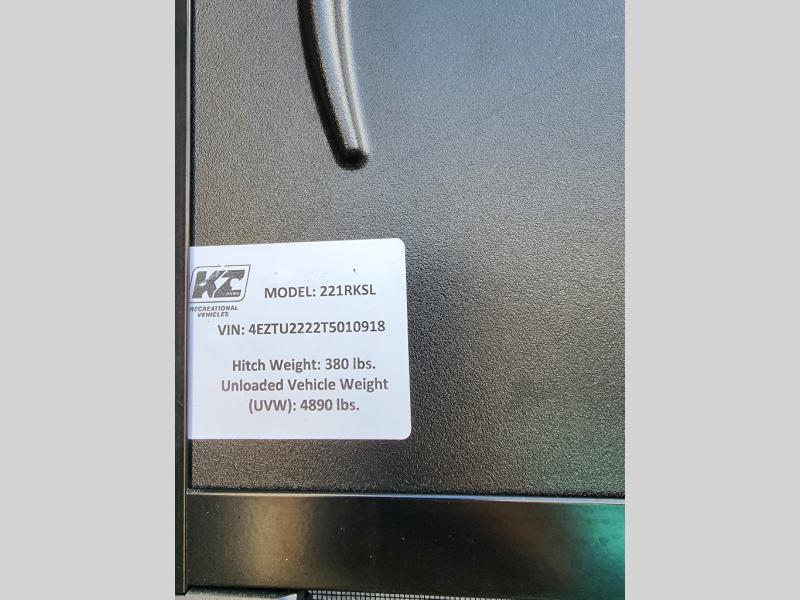 KZ
RECREATIONAL
VEHICLES
MODEL: 221RKSL
VIN: 4EZTU2222T5010918
Hitch Weight: 380 lbs.
Unloaded Vehicle Weight
(UVW): 4890 lbs.